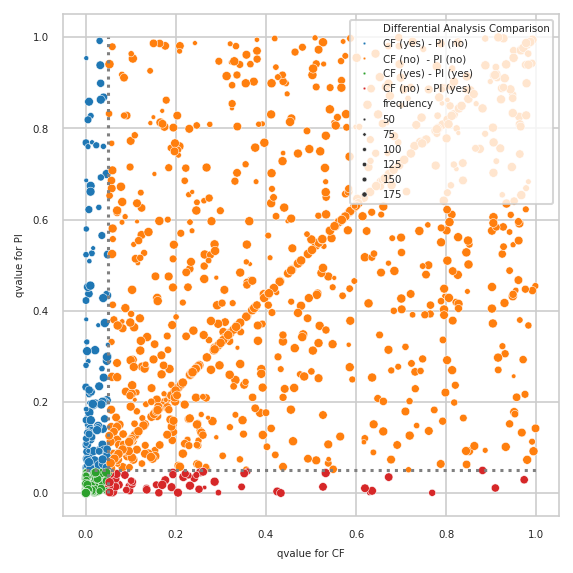 Differential Analysis Comparison
CF (yes) - PI (no)
CF (no)  - PI (no)
CF (yes) - PI (yes)
CF (no)  - PI (yes)
frequency
50
75
100
125
150
175
1.0
0.8
0.6
0.4
0.2
0.0
qvalue for PI
0.0 0.2 0.4 0.6 0.8 1.0
qvalue for CF